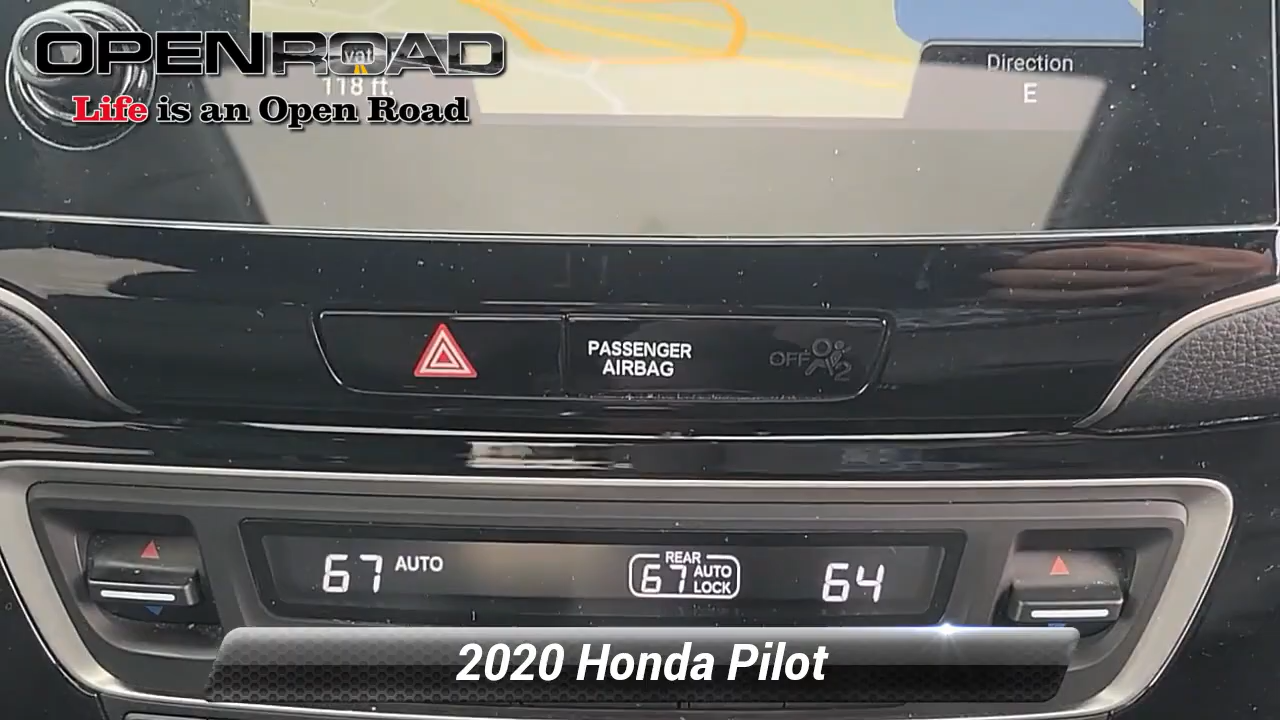 OPENROAD
Life is an Open Road
118 ft.
Direction
E
PASSENGER
AIRBAG
OFF
2
67 AUTO
REAR
67 AUTO
LOCK
64
2020 Honda Pilot